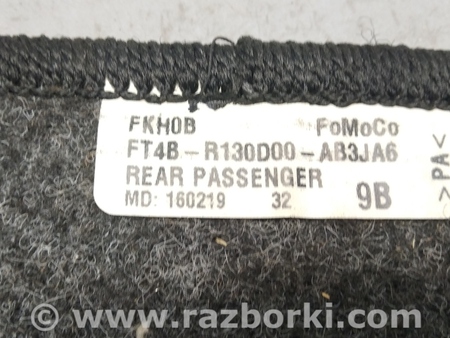 FKH0B FoMoCo
FT4B-R130D00-AB3JA6
REAR PASSENGER
MD: 160219 32 9B
>PA<
© www.razborki.com